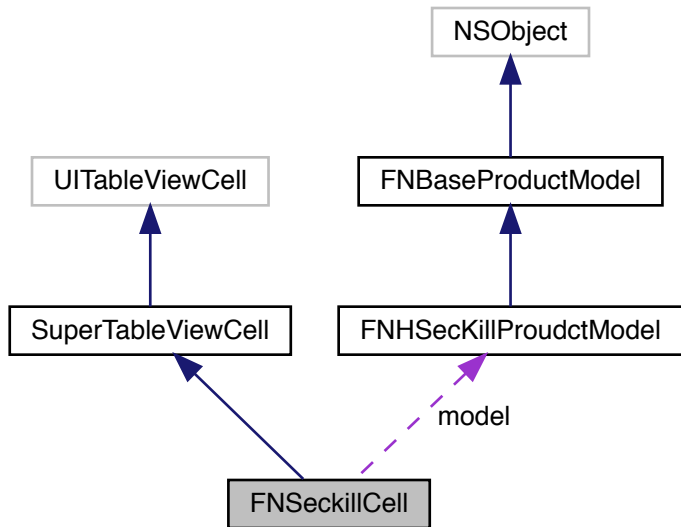 NSObject
UITableViewCell
FNBaseProductModel
SuperTableViewCell
FNHSecKillProudctModel
model
FNSeckillCell